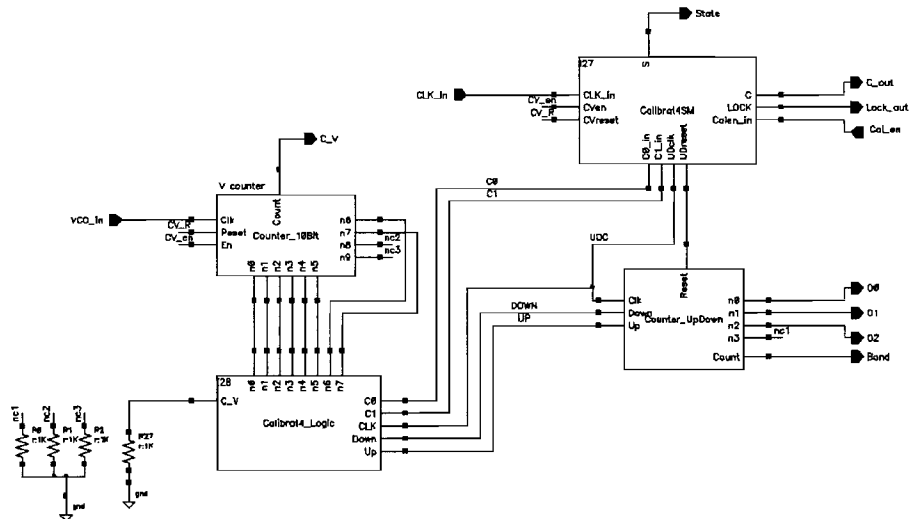 State
I27
S
CLK_in
CLK_in
C
C_out
CV_en
CVen
LOCK
Lock_out
CV_R
CVreset
Calen_in
Cal_en
Calibrat4SM
C0_in
C1_in
UDclk
UDreset
C_V
V counter
Count
C0
C1
VCO_in
Clk
n6
CV_R
Reset
n7
CV_en
En
n8
nc2
n9
nc3
Counter_10Bit
n0
n1
n2
n3
n4
n5
UDC
Reset
Clk
n0
O0
DOWN
Down
n1
O1
UP
Up
n2
O2
Counter_UpDown
n3
nc1
Count
Band
n0
n1
n2
n3
n4
n5
n6
n7
I28
C_V
C0
C1
Calibrat4_Logic
CLK
Down
Up
nc1
nc2
nc3
R0
r:1K
R1
r:1K
R2
r:1K
R27
r:1K
gnd
gnd